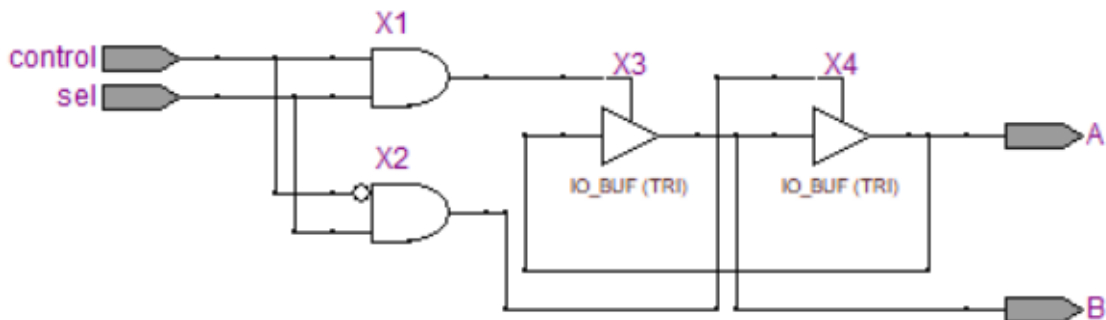 X1
control
X3
X4
sel
A
X2
IO_BUF (TRI)
IO_BUF (TRI)
B